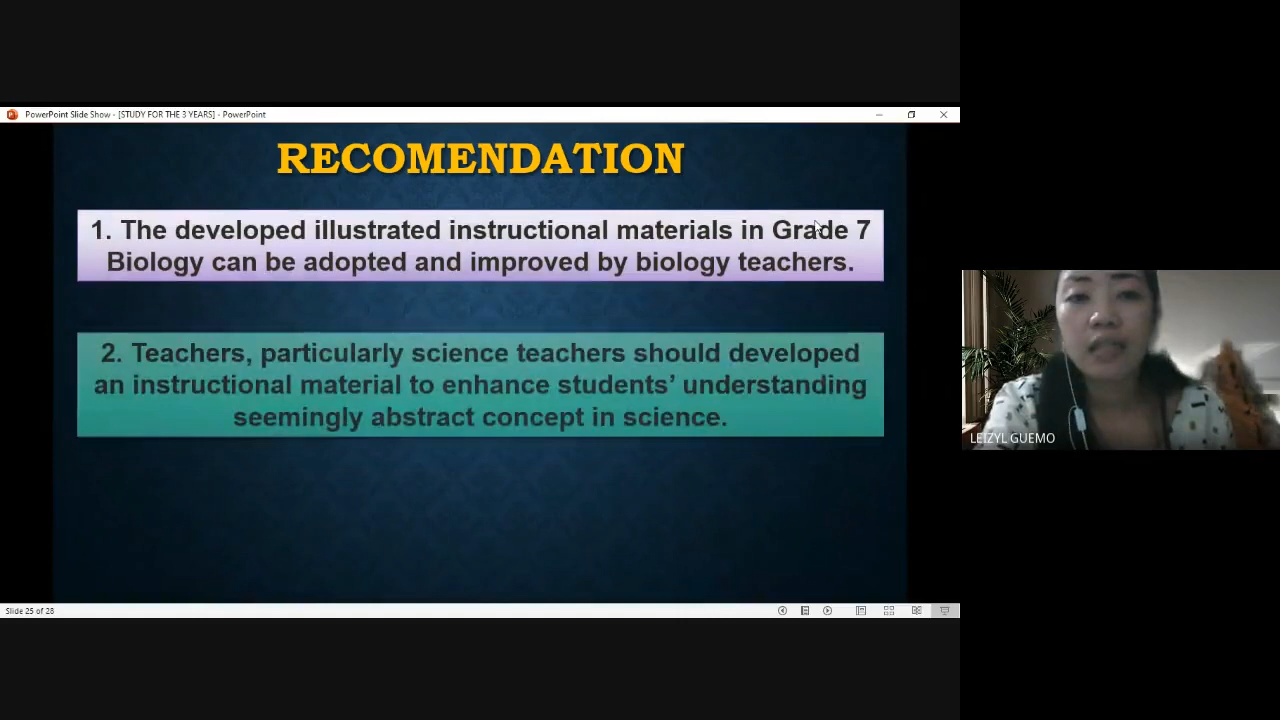 PowerPoint Slide Show - [STUDY FOR THE 3 YEARS] - PowerPoint
RECOMENDATION
1. The developed illustrated instructional materials in Grade 7
Biology can be adopted and improved by biology teachers.
2. Teachers, particularly science teachers should developed
an instructional material to enhance students’ understanding
seemingly abstract concept in science.
LEIZYL GUEMO
Slide 25 of 28